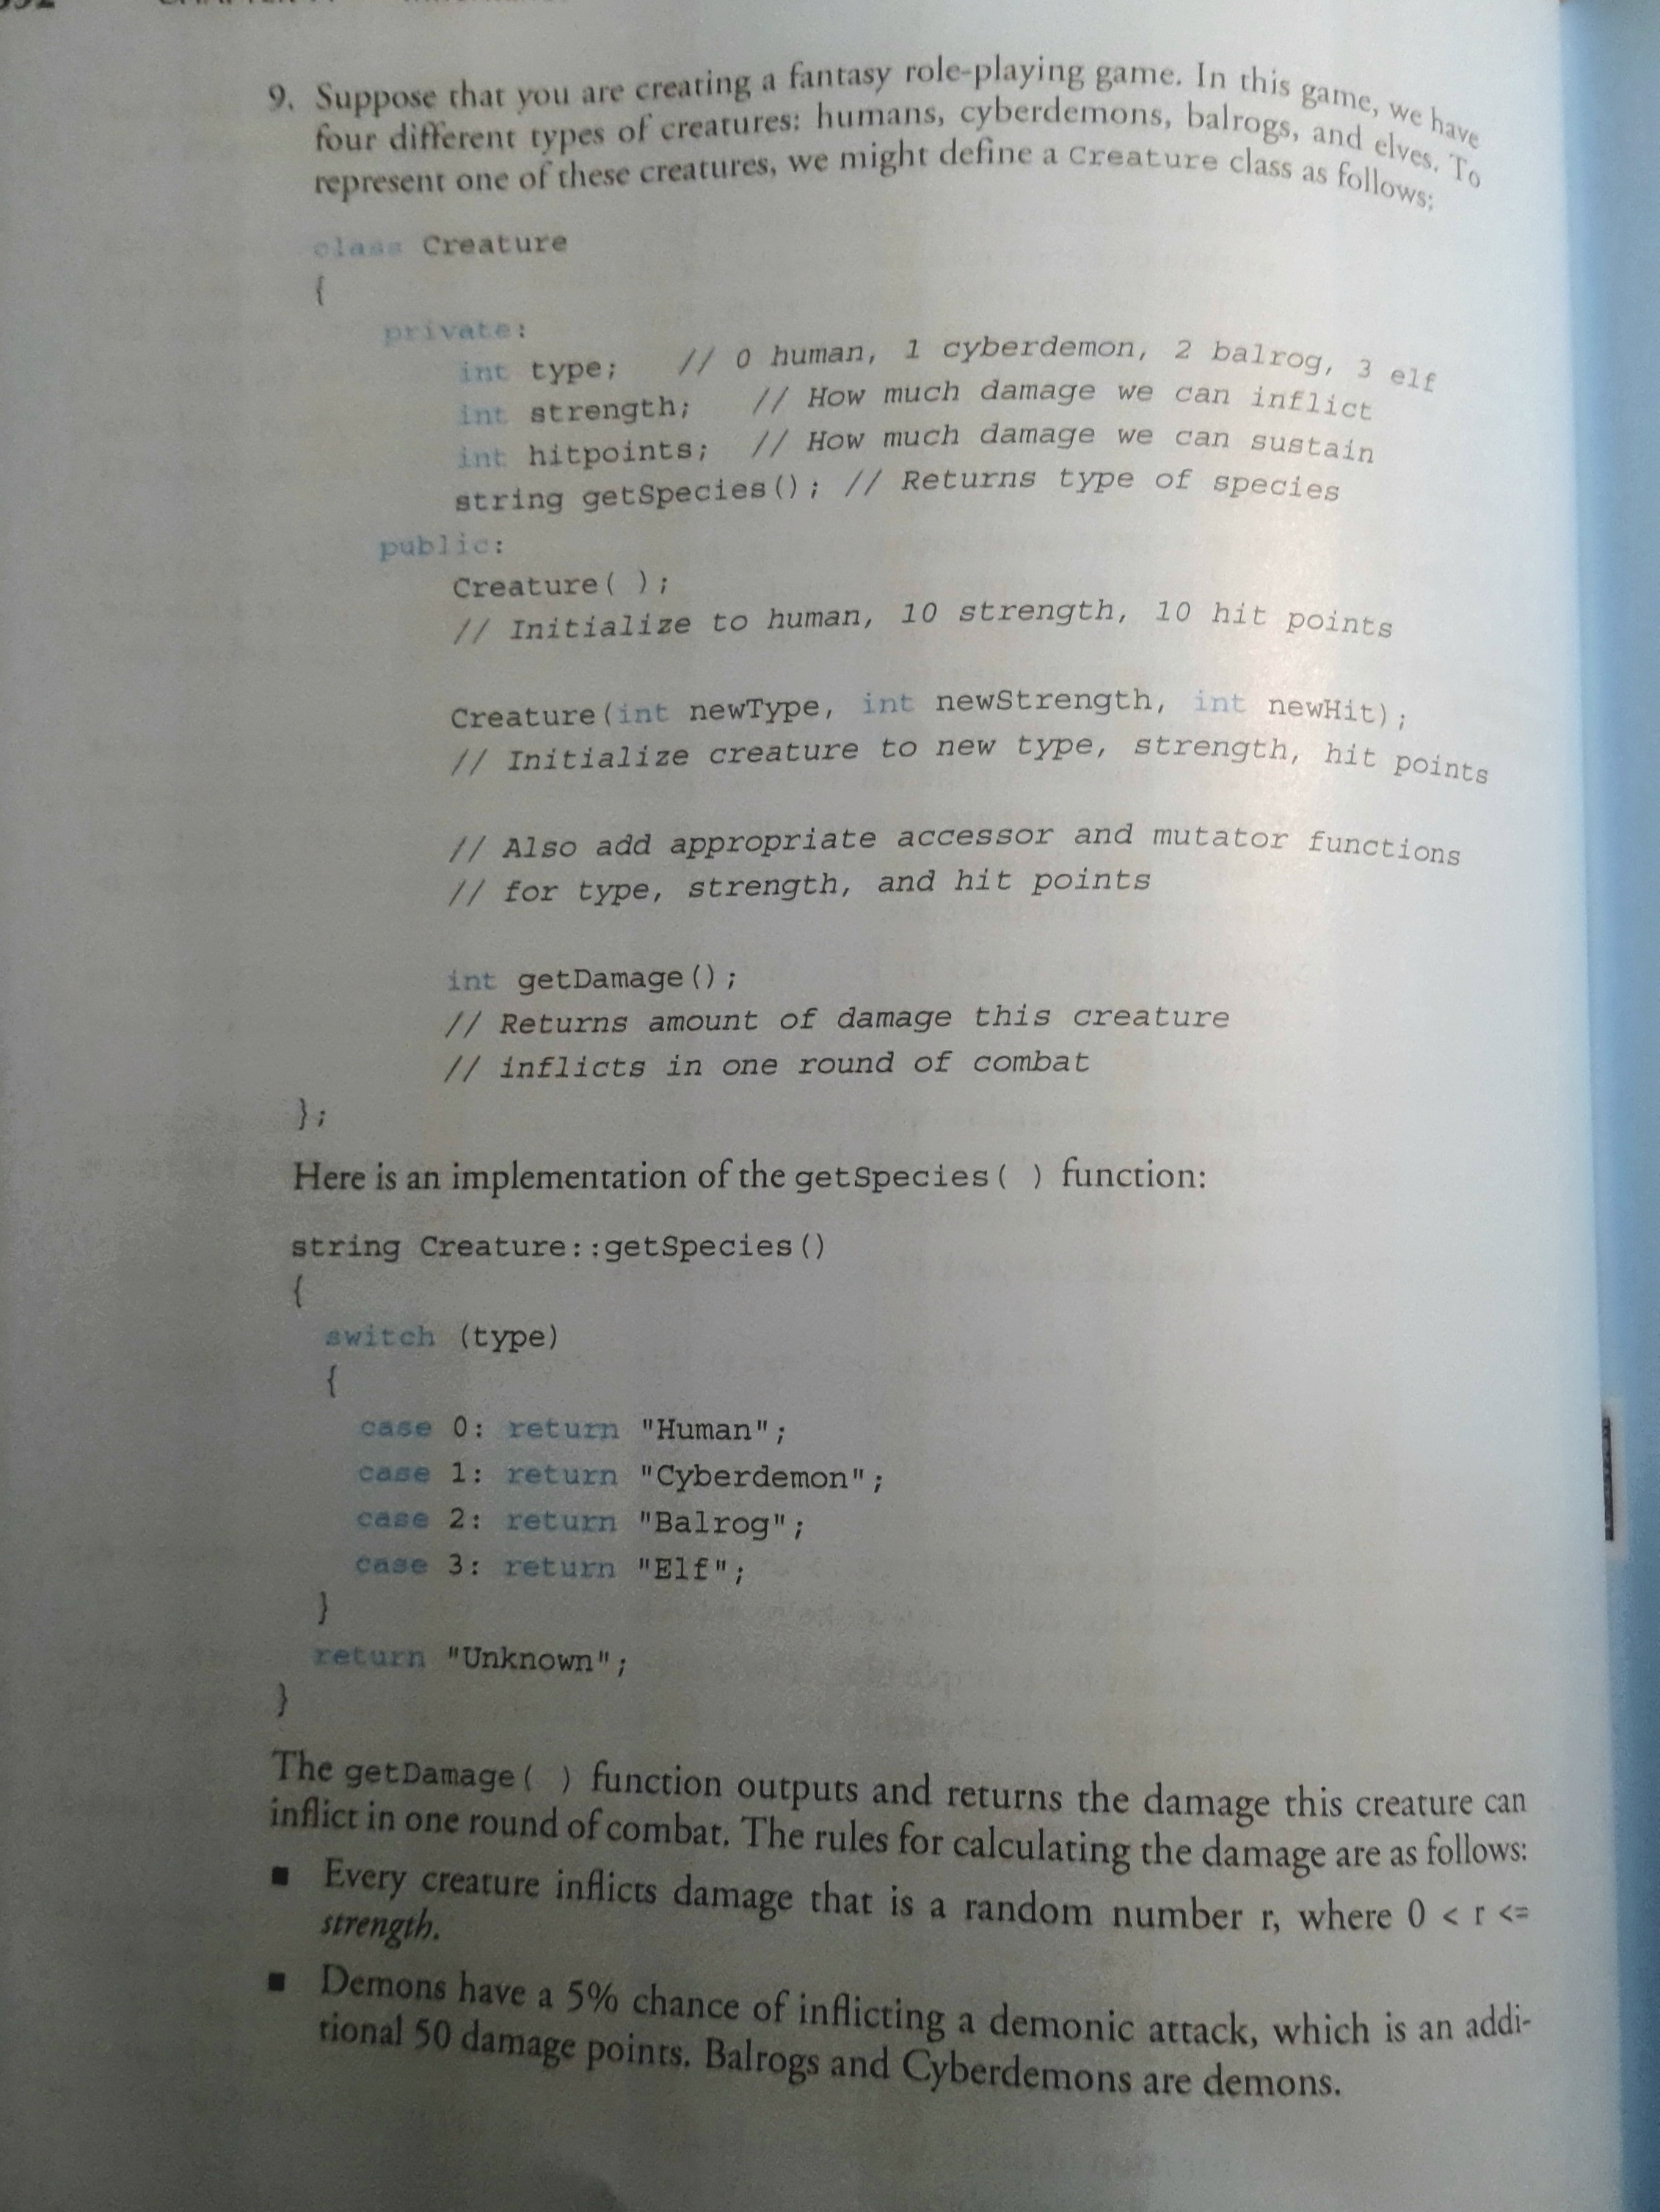 9. Suppose that you are creating a fantasy role-playing game. In this game, we have
four different types of creatures: humans, cyberdemons, balrogs, and elves. To
represent one of these creatures, we might define a Creature class as follows:
class Creature
{
private:
int type; // 0 human, 1 cyberdemon, 2 balrog, 3 elf
int strength; // How much damage we can inflict
int hitpoints; // How much damage we can sustain
string getSpecies(); // Returns type of species
public:
Creature( );
// Initialize to human, 10 strength, 10 hit points
Creature(int newType, int newStrength, int newHit);
// Initialize creature to new type, strength, hit points
// Also add appropriate accessor and mutator functions
// for type, strength, and hit points
int getDamage();
// Returns amount of damage this creature
// inflicts in one round of combat
};
Here is an implementation of the getSpecies( ) function:
string Creature::getSpecies()
{
switch (type)
{
case 0: return "Human";
case 1: return "Cyberdemon";
case 2: return "Balrog";
case 3: return "Elf";
}
return "Unknown";
}
The getDamage( ) function outputs and returns the damage this creature can
inflict in one round of combat. The rules for calculating the damage are as follows:
■ Every creature inflicts damage that is a random number r, where 0 < r <=
strength.
■ Demons have a 5% chance of inflicting a demonic attack, which is an addi-
tional 50 damage points. Balrogs and Cyberdemons are demons.